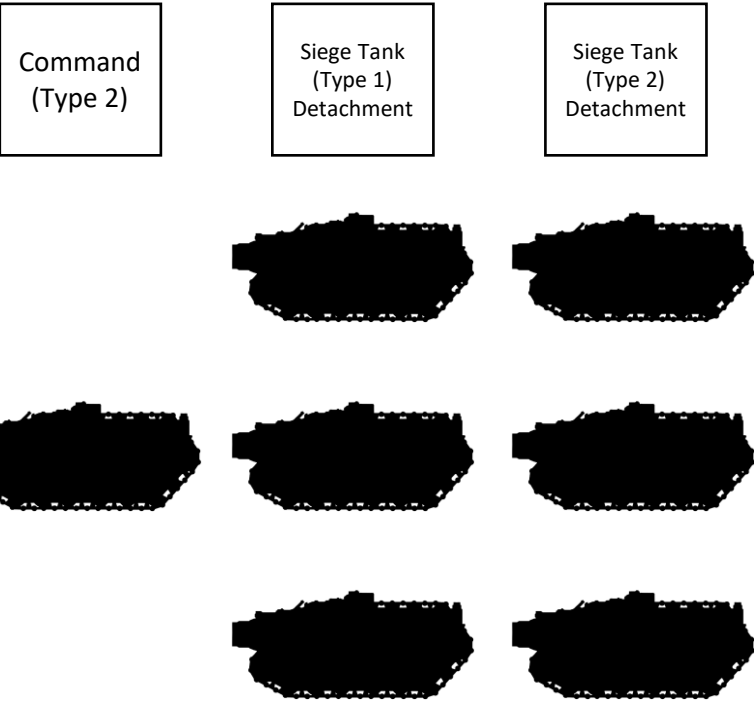 Command
(Type 2)
Siege Tank
(Type 1)
Detachment
Siege Tank
(Type 2)
Detachment